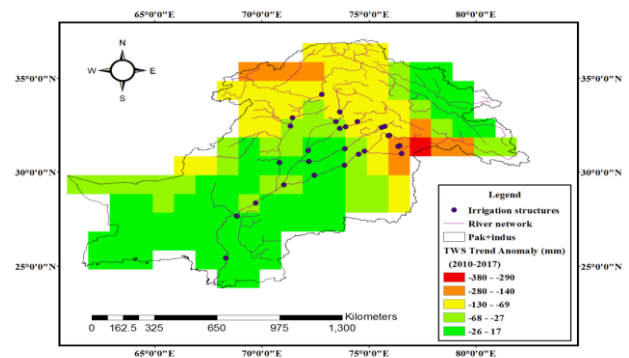 65°0'0"E 70°0'0"E 75°0'0"E 80°0'0"E
N
W E
S
35°0'0"N 35°0'0"N
30°0'0"N 30°0'0"N
25°0'0"N 25°0'0"N
Legend
Irrigation structures
River network
Pak+indus
TWS Trend Anomaly (mm)
(2010-2017)
-380 - -290
-280 - -140
-130 - -69
-68 - -27
-26 - 17
Kilometers
0 162.5 325 650 975 1,300
65°0'0"E 70°0'0"E 75°0'0"E 80°0'0"E